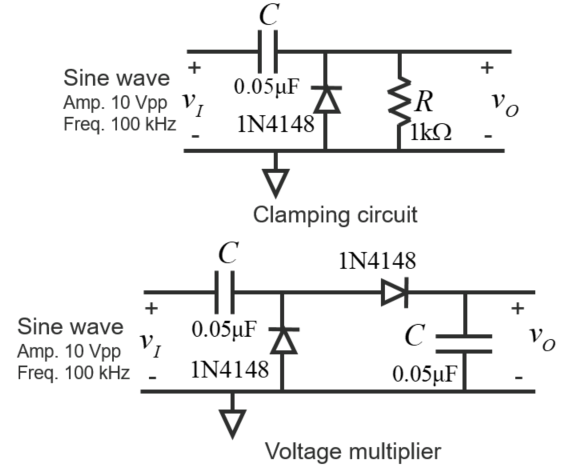 C
Sine wave
Amp. 10 Vpp
Freq. 100 kHz
+
v_I
-
0.05μF
1N4148
R
1kΩ
+
v_O
-
Clamping circuit
C
1N4148
Sine wave
Amp. 10 Vpp
Freq. 100 kHz
+
v_I
-
0.05μF
1N4148
C
0.05μF
+
v_O
-
Voltage multiplier